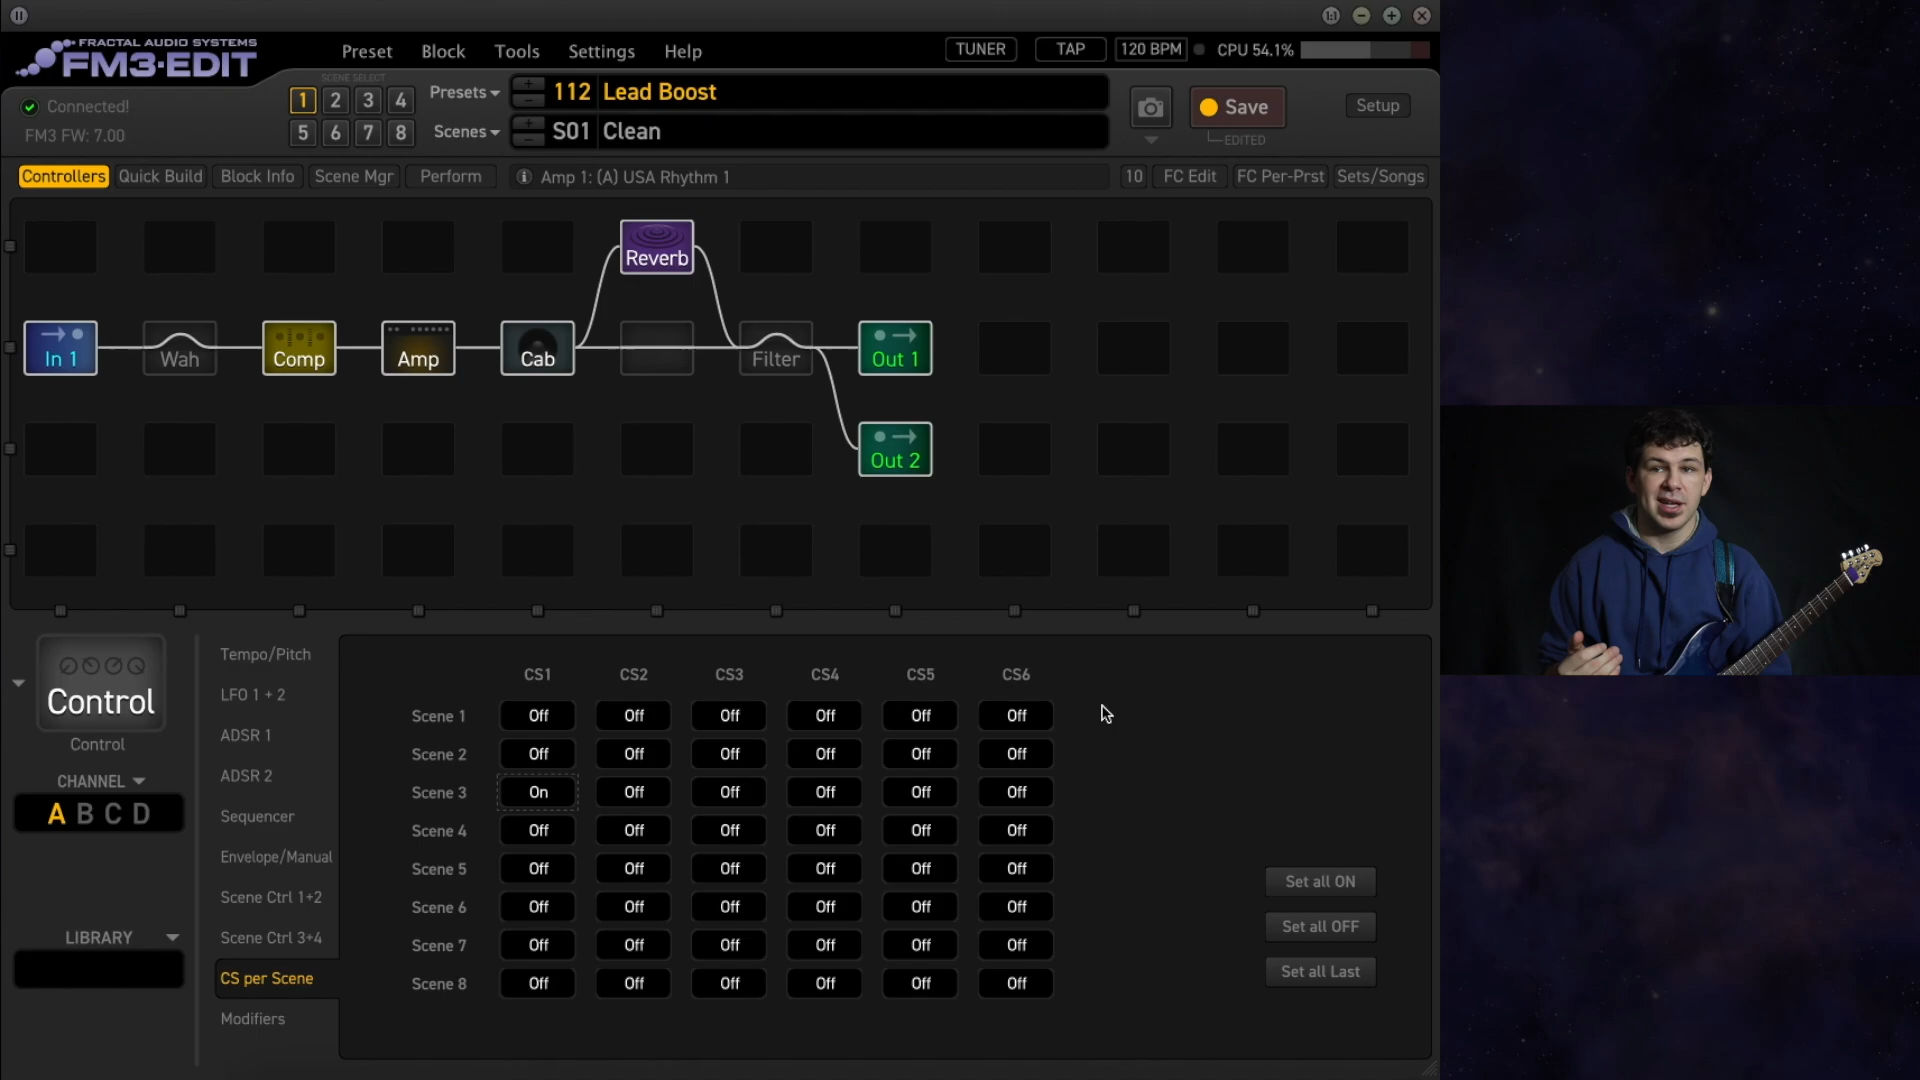 FRACTAL AUDIO SYSTEMS
FM3-EDIT
Preset Block Tools Settings Help
TUNER TAP 120 BPM CPU 54.1%
SCENE SELECT
Connected!
FM3 FW: 7.00
1 2 3 4
5 6 7 8
Presets 112 Lead Boost
Scenes S01 Clean
Save
EDITED
Setup
Controllers Quick Build Block Info Scene Mgr Perform Amp 1: (A) USA Rhythm 1 10 FC Edit FC Per-Prst Sets/Songs
Reverb
In 1 Wah Comp Amp Cab Filter Out 1
Out 2
Control
Control
CHANNEL
A B C D
LIBRARY
Tempo/Pitch
LFO 1 + 2
ADSR 1
ADSR 2
Sequencer
Envelope/Manual
Scene Ctrl 1+2
Scene Ctrl 3+4
CS per Scene
Modifiers
CS1 CS2 CS3 CS4 CS5 CS6
Scene 1 Off Off Off Off Off Off
Scene 2 Off Off Off Off Off Off
Scene 3 On Off Off Off Off Off
Scene 4 Off Off Off Off Off Off
Scene 5 Off Off Off Off Off Off
Scene 6 Off Off Off Off Off Off
Scene 7 Off Off Off Off Off Off
Scene 8 Off Off Off Off Off Off
Set all ON
Set all OFF
Set all Last